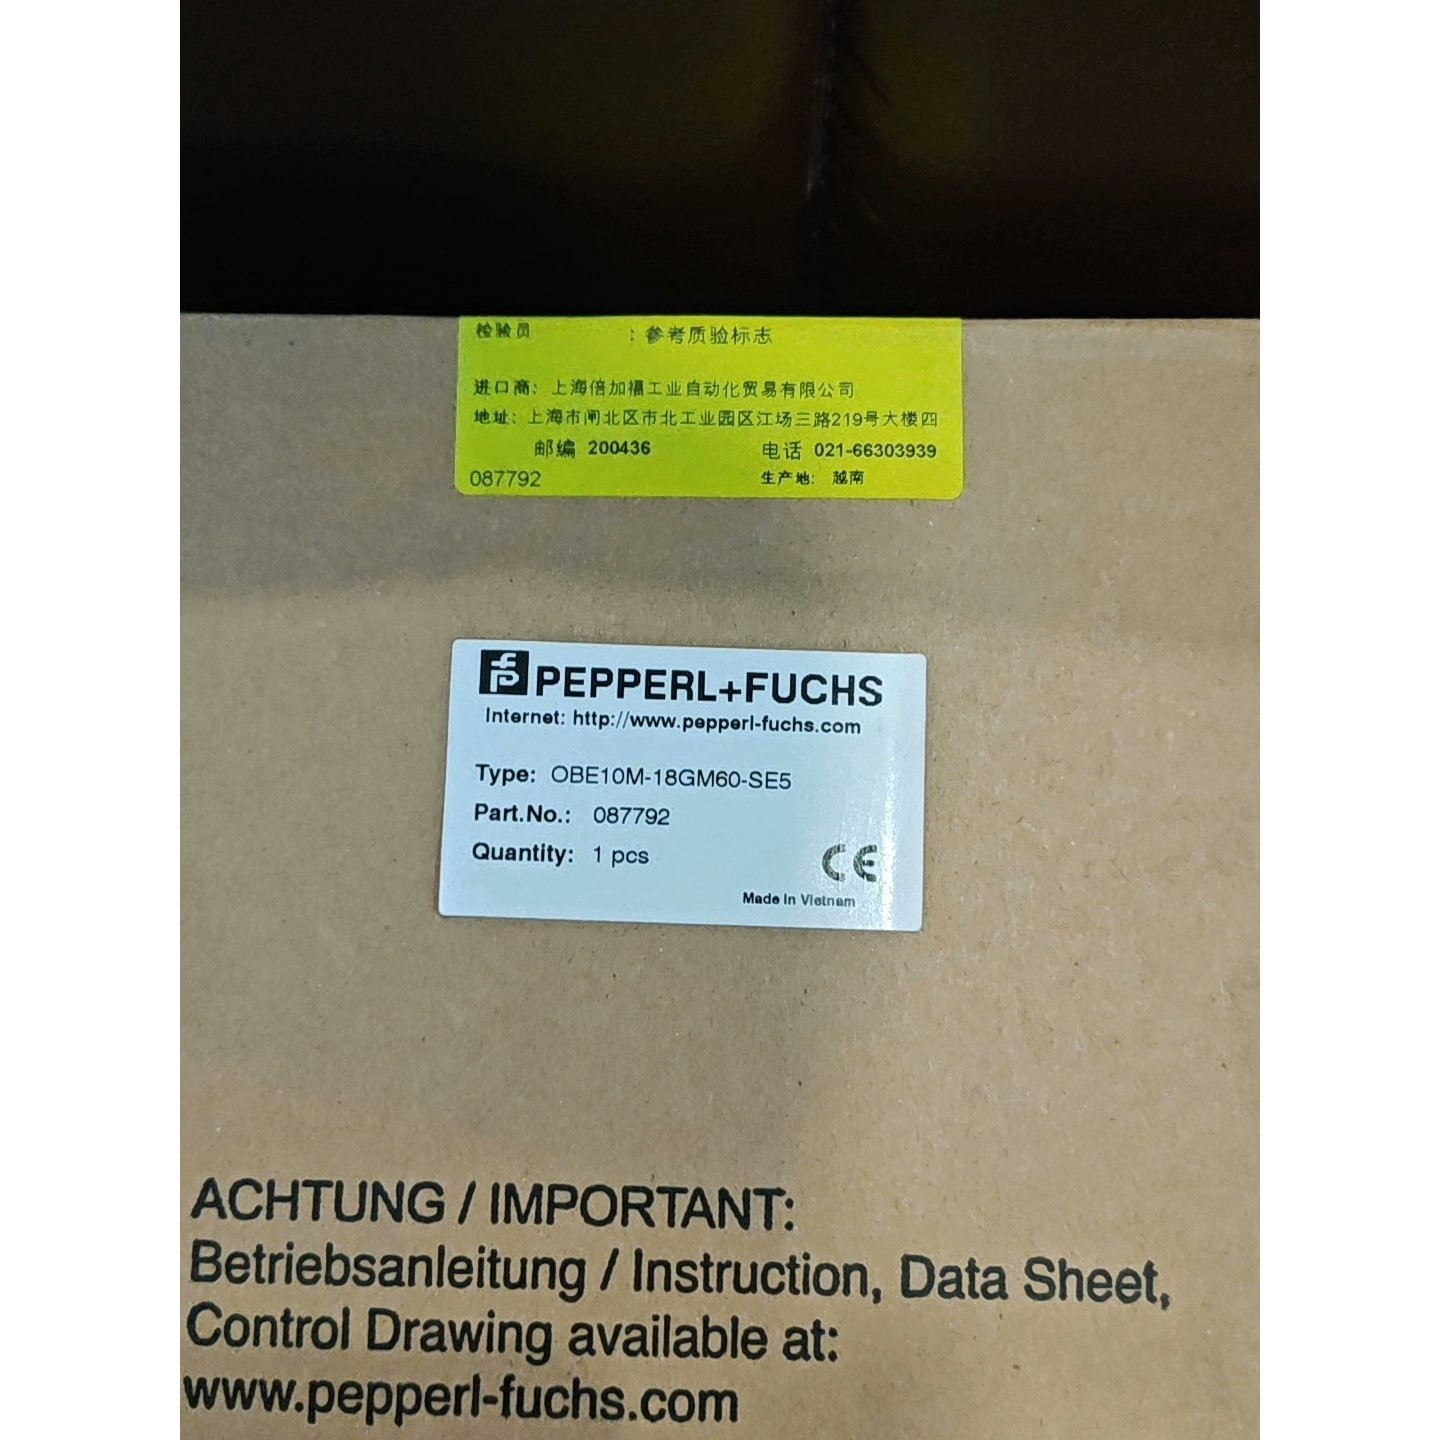 检验员 : 参考质验标志
进口商: 上海倍加福工业自动化贸易有限公司
地址: 上海市闸北区市北工业园区江场三路219号大楼四
邮编 200436 电话 021-66303939
087792 生产地: 越南
PEPPERL+FUCHS
Internet: http://www.pepperl-fuchs.com
Type: OBE10M-18GM60-SE5
Part.No.: 087792
Quantity: 1 pcs
CE
Made in Vietnam
ACHTUNG / IMPORTANT:
Betriebsanleitung / Instruction, Data Sheet,
Control Drawing available at:
www.pepperl-fuchs.com